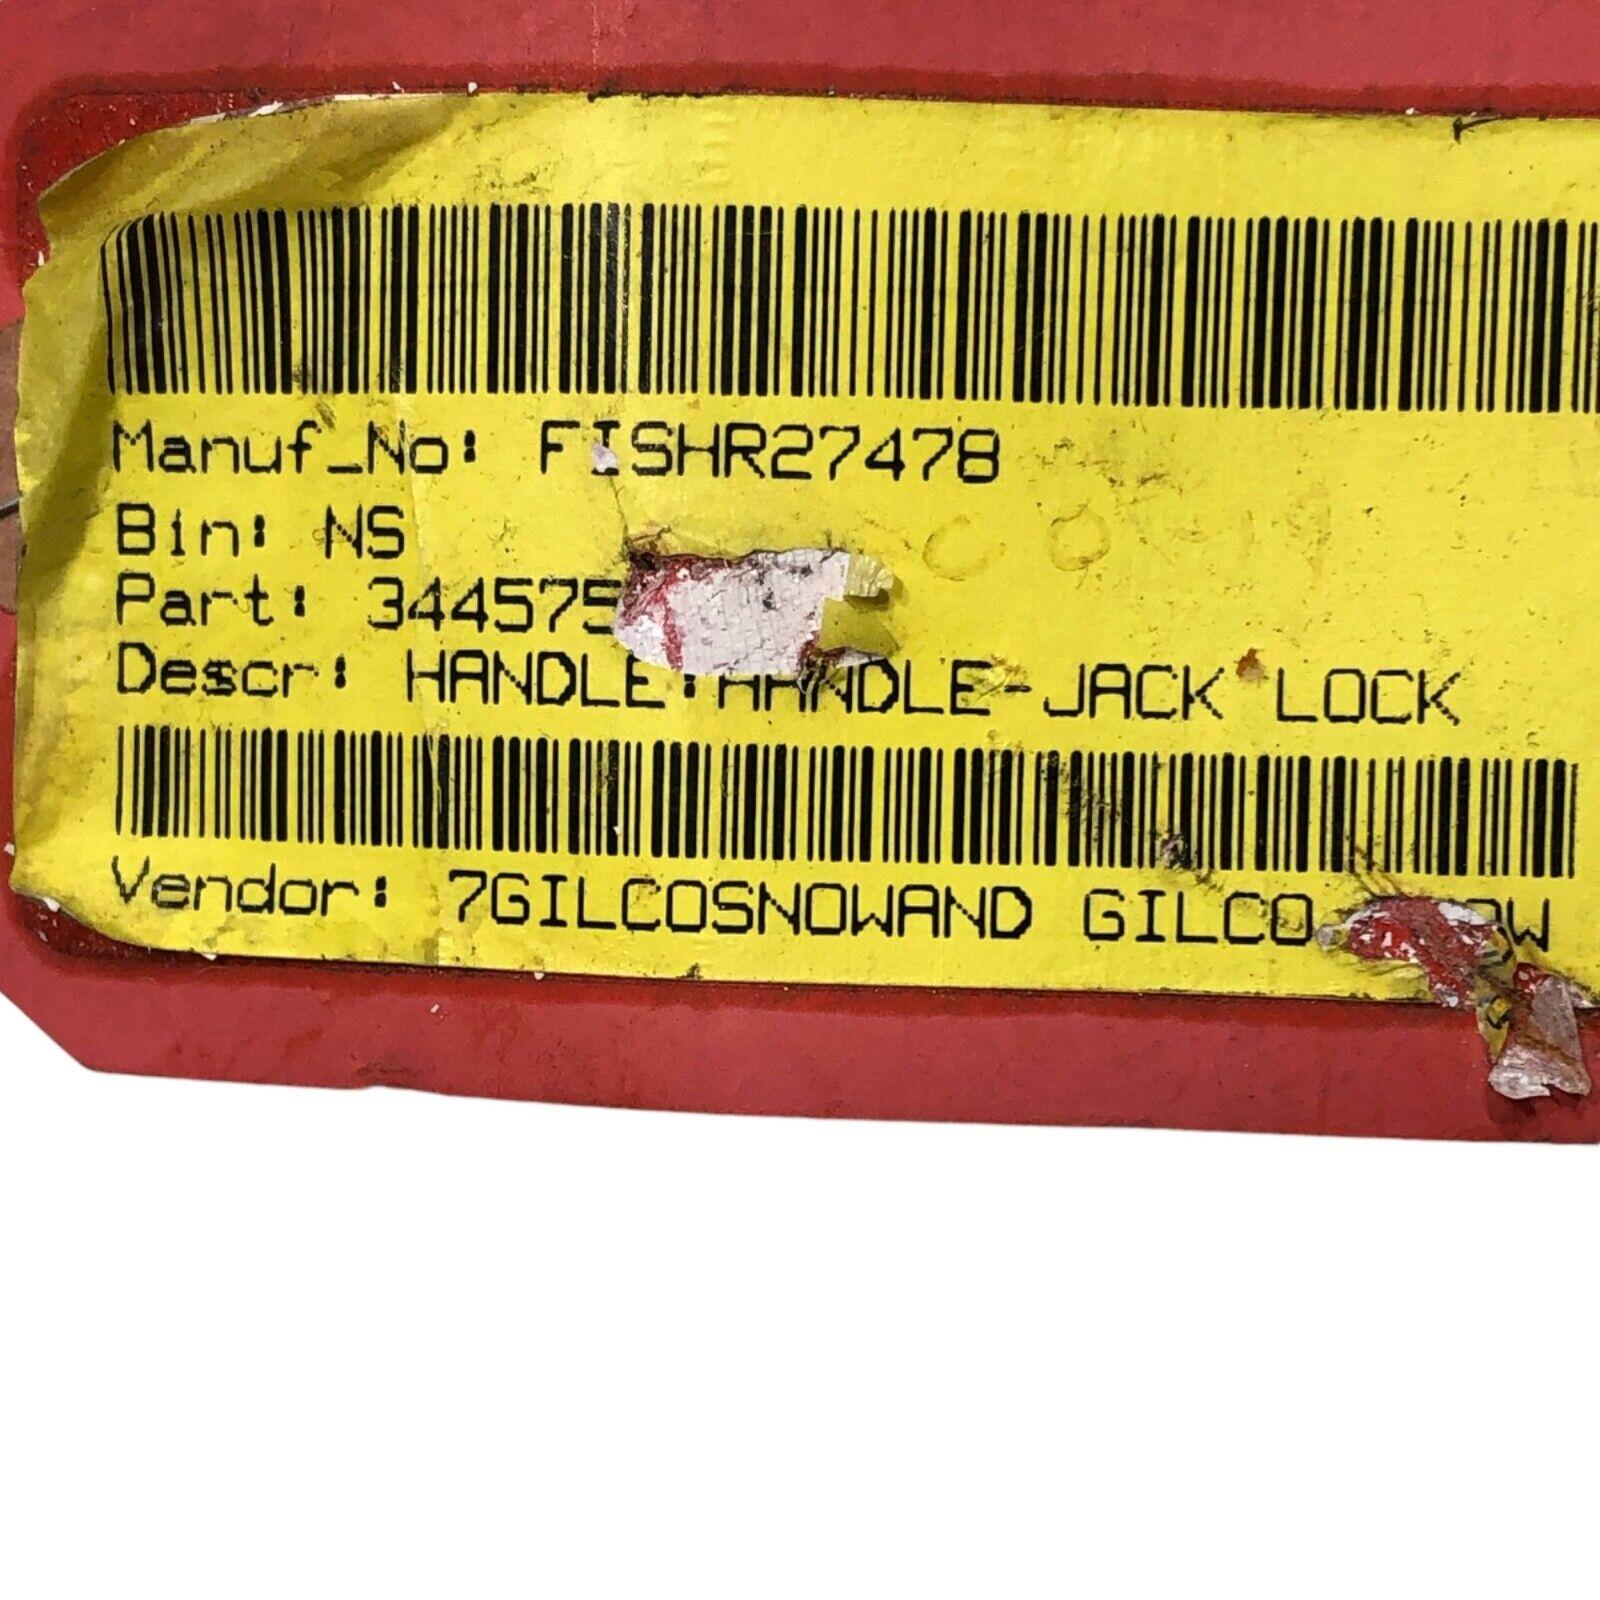 Manuf_No: FISHR27478
Bin: NS
Part: 344575
Descr: HANDLE:HANDLE-JACK LOCK
Vendor: 7GILCOSNOWAND GILCO